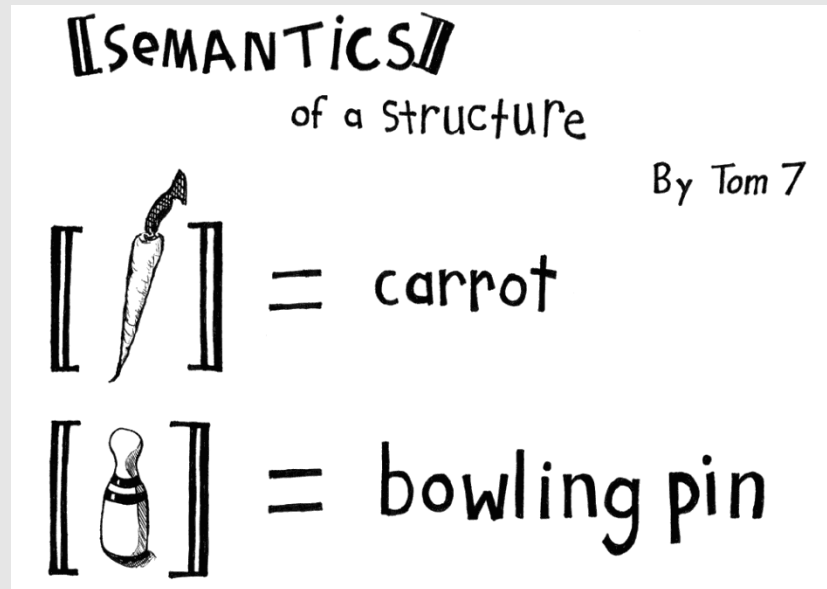 ⟦SeMANTiCS⟧
of a structure
By Tom 7
⟦ ⟧ = carrot
⟦ ⟧ = bowling pin